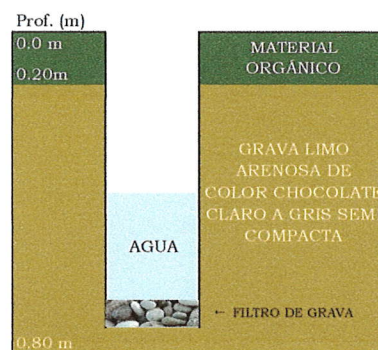 Prof. (m)
0.0 m
0.20m
MATERIAL
ORGÁNICO
GRAVA LIMO
ARENOSA DE
COLOR CHOCOLATE
CLARO A GRIS SEMI
COMPACTA
AGUA
← FILTRO DE GRAVA
0.80 m